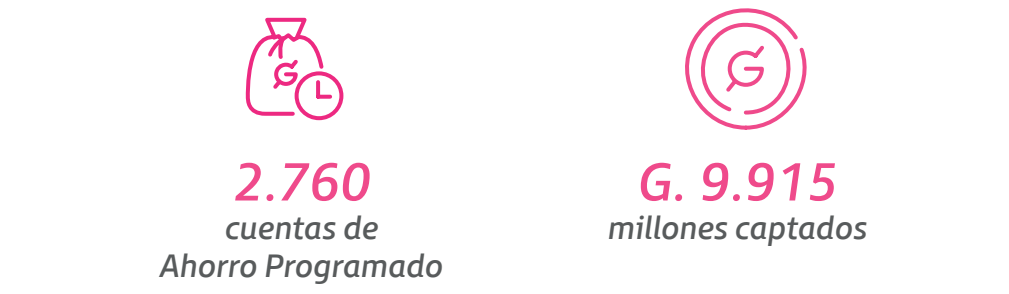 2.760
cuentas de
Ahorro Programado
G. 9.915
millones captados